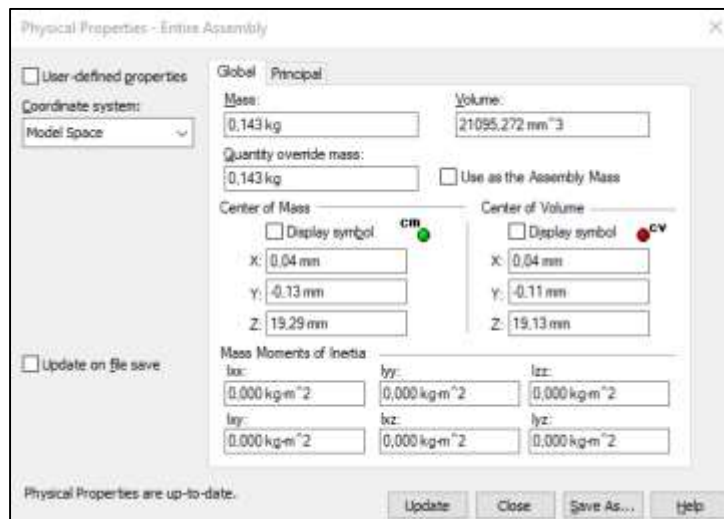 Physical Properties - Entire Assembly
User-defined properties
Coordinate system:
Model Space
Update on file save
Global Principal
Mass: Volume:
0,143 kg 21095,272 mm^3
Quantity override mass:
0,143 kg Use as the Assembly Mass
Center of Mass Center of Volume
Display symbol cm Display symbol cv
X: 0,04 mm X: 0,04 mm
Y: -0,13 mm Y: -0,11 mm
Z: 19,29 mm Z: 19,13 mm
Mass Moments of Inertia
Ixx: Iyy: Izz:
0,000 kg-m^2 0,000 kg-m^2 0,000 kg-m^2
Ixy: Ixz: Iyz:
0,000 kg-m^2 0,000 kg-m^2 0,000 kg-m^2
Physical Properties are up-to-date.
Update Close Save As... Help